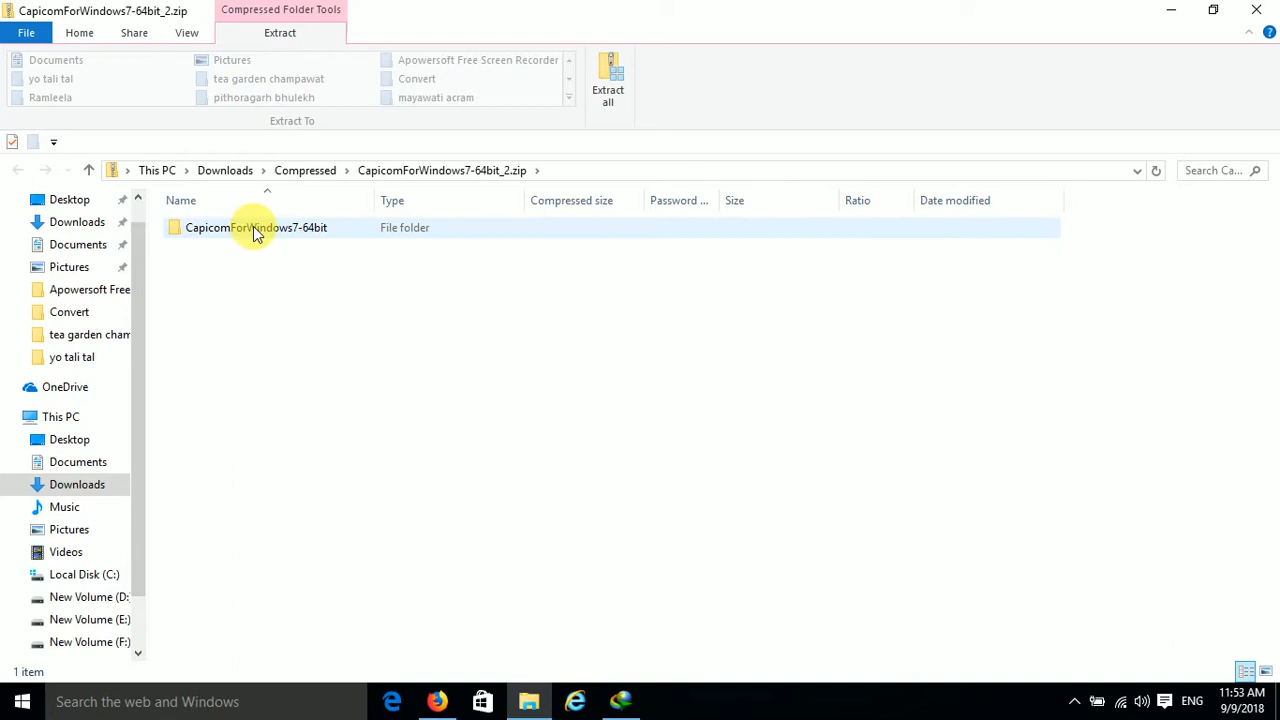 CapicomForWindows7-64bit_2.zip
Compressed Folder Tools
File
Home
Share
View
Extract
Documents
Pictures
Apowersoft Free Screen Recorder
yo tali tal
tea garden champawat
Convert
Ramleela
pithoragarh bhulekh
mayawati acram
Extract all
Extract To
This PC
Downloads
Compressed
CapicomForWindows7-64bit_2.zip
Search Ca...
Name
Type
Compressed size
Password ...
Size
Ratio
Date modified
CapicomForWindows7-64bit
File folder
Desktop
Downloads
Documents
Pictures
Apowersoft Free
Convert
tea garden cham
yo tali tal
OneDrive
This PC
Desktop
Documents
Downloads
Music
Pictures
Videos
Local Disk (C:)
New Volume (D:
New Volume (E:)
New Volume (F:)
1 item
Search the web and Windows
ENG
11:53 AM
9/9/2018